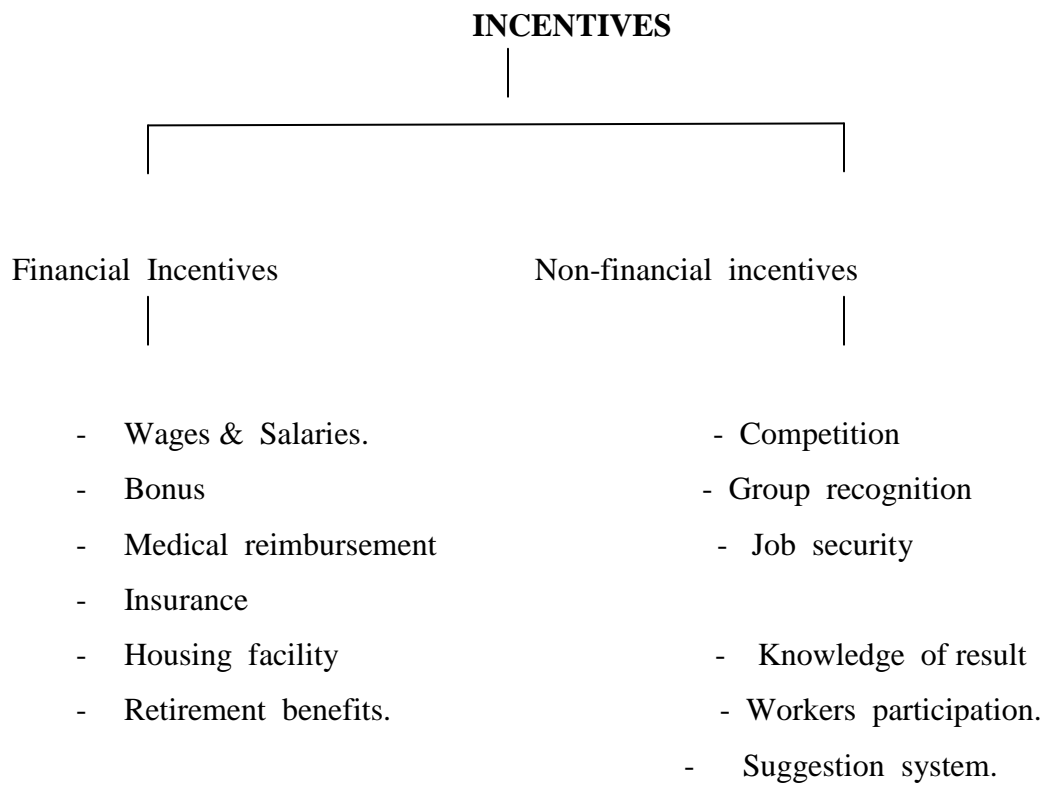 INCENTIVES
Financial Incentives
Non-financial incentives
- Wages & Salaries.
- Bonus
- Medical reimbursement
- Insurance
- Housing facility
- Retirement benefits.
- Competition
- Group recognition
- Job security
- Knowledge of result
- Workers participation.
- Suggestion system.